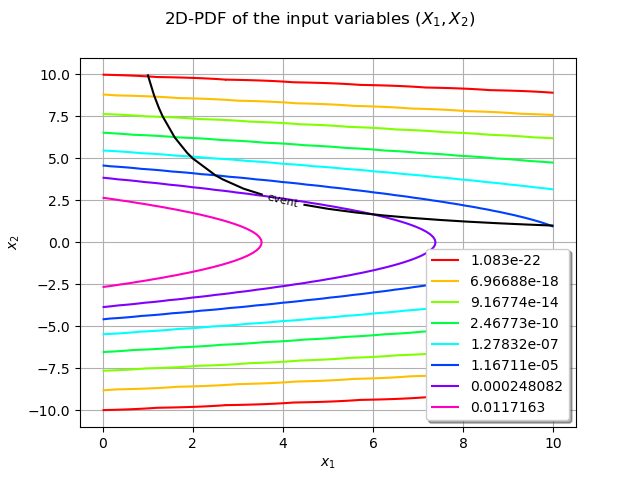 2D-PDF of the input variables (X₁, X₂)
10.0
7.5
5.0
2.5
0.0
−2.5
−5.0
−7.5
−10.0
x₂
event
1.083e-22
6.96688e-18
9.16774e-14
2.46773e-10
1.27832e-07
1.16711e-05
0.000248082
0.0117163
0 2 4 6 8 10
x₁